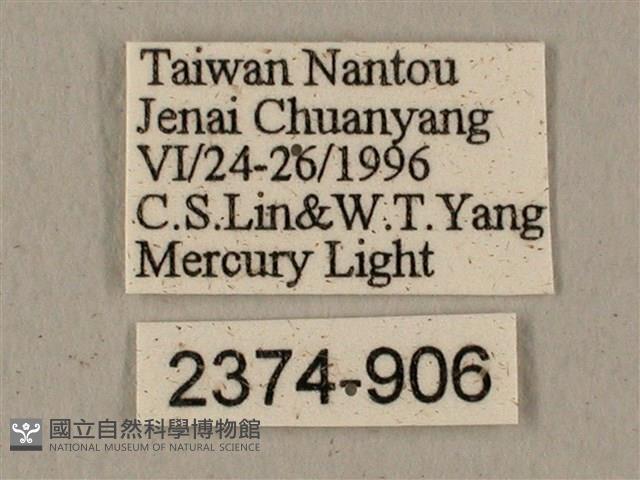 Taiwan Nantou
Jenai Chuanyang
VI/24-26/1996
C.S.Lin&W.T.Yang
Mercury Light
2374-906
國立自然科學博物館
NATIONAL MUSEUM OF NATURAL SCIENCE